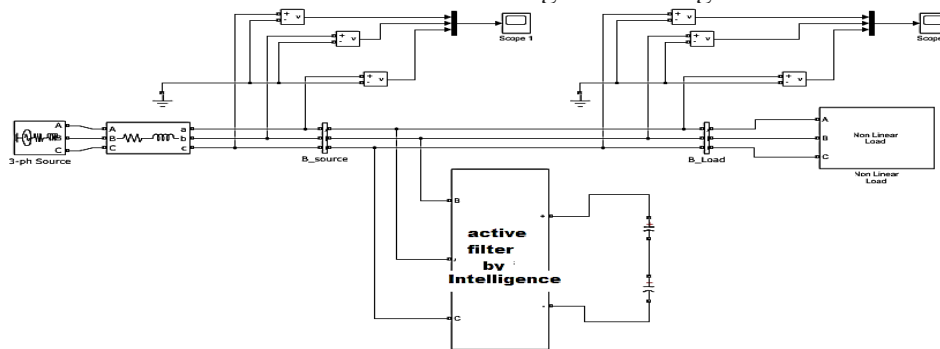 Scope 1
Scope
+ - v
+ - v
+ - v
+ - v
+ - v
+ - v
A
B
C
3-ph Source
A
B
C
a
b
c
B_source
B_Load
A
B
C
Non Linear
Load
Non Linear
Load
B
C
+
-
active
filter
by
Intelligence